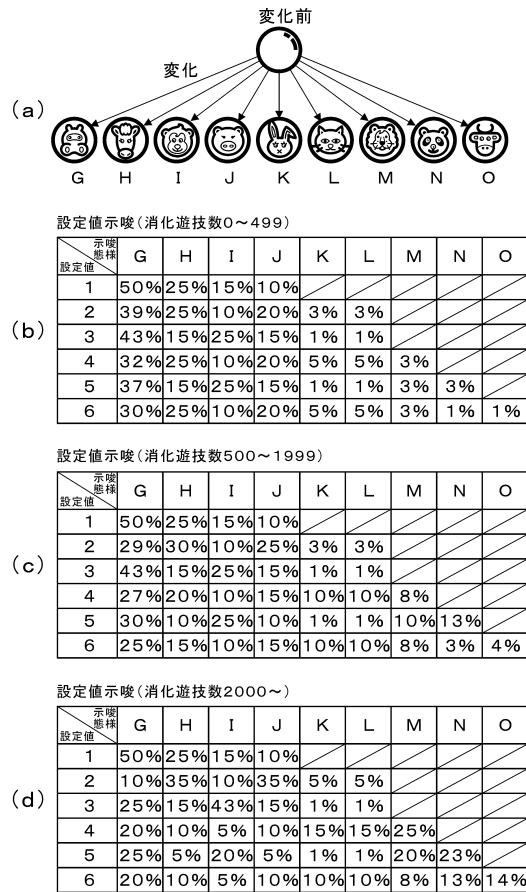 変化前
変化
(a)
G H I J K L M N O
設定値示唆(消化遊技数0～499)
示唆態様 設定値 G H I J K L M N O
1 50% 25% 15% 10%
2 39% 25% 10% 20% 3% 3%
(b)
3 43% 15% 25% 15% 1% 1%
4 32% 25% 10% 20% 5% 5% 3%
5 37% 15% 25% 15% 1% 1% 3% 3%
6 30% 25% 10% 20% 5% 5% 3% 1% 1%
設定値示唆(消化遊技数500～1999)
示唆態様 設定値 G H I J K L M N O
1 50% 25% 15% 10%
2 29% 30% 10% 25% 3% 3%
(c)
3 43% 15% 25% 15% 1% 1%
4 27% 20% 10% 15% 10% 10% 8%
5 30% 10% 25% 10% 1% 1% 10% 13%
6 25% 15% 10% 15% 10% 10% 8% 3% 4%
設定値示唆(消化遊技数2000～)
示唆態様 設定値 G H I J K L M N O
1 50% 25% 15% 10%
2 10% 35% 10% 35% 5% 5%
(d)
3 25% 15% 43% 15% 1% 1%
4 20% 10% 5% 10% 15% 15% 25%
5 25% 5% 20% 5% 1% 1% 20% 23%
6 20% 10% 5% 10% 10% 10% 8% 13% 14%